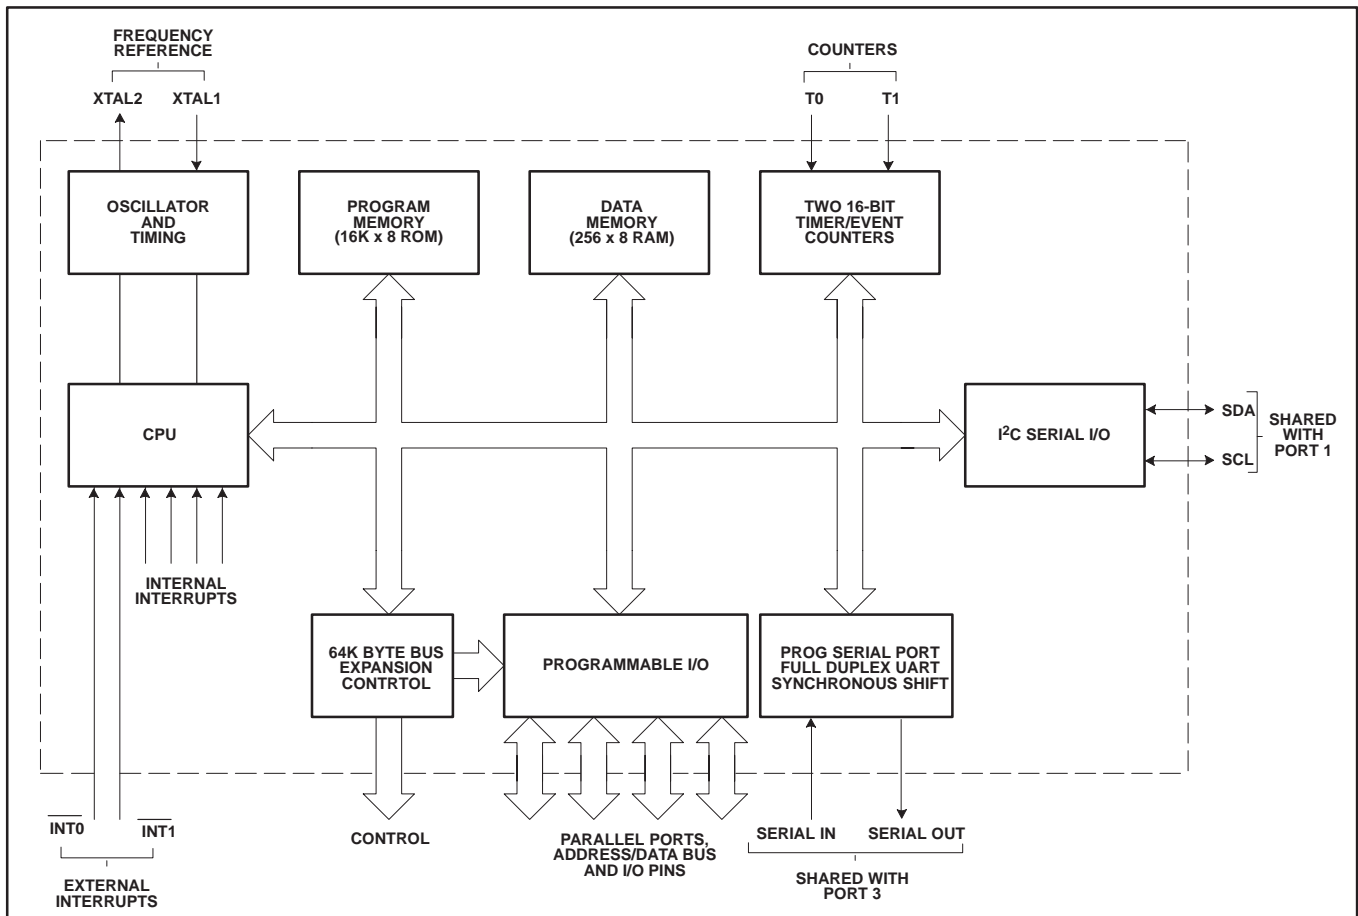 FREQUENCY
REFERENCE
COUNTERS
XTAL2
XTAL1
T0
T1
OSCILLATOR
AND
TIMING
PROGRAM
MEMORY
(16K x 8 ROM)
DATA
MEMORY
(256 x 8 RAM)
TWO 16-BIT
TIMER/EVENT
COUNTERS
CPU
I²C SERIAL I/O
SDA
SCL
SHARED
WITH
PORT 1
INTERNAL
INTERRUPTS
64K BYTE BUS
EXPANSION
CONTRTOL
PROGRAMMABLE I/O
PROG SERIAL PORT
FULL DUPLEX UART
SYNCHRONOUS SHIFT
INT0
INT1
EXTERNAL
INTERRUPTS
CONTROL
PARALLEL PORTS,
ADDRESS/DATA BUS
AND I/O PINS
SERIAL IN
SERIAL OUT
SHARED WITH
PORT 3